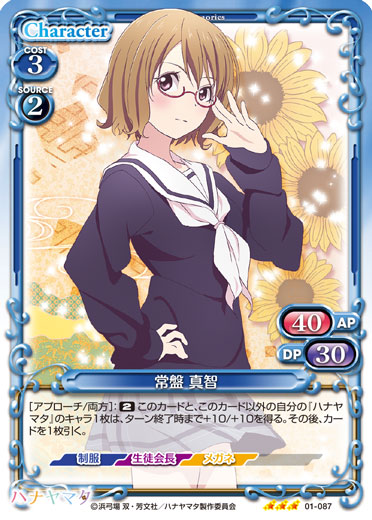 Character
COST
3
SOURCE
2
40 AP
DP 30
常盤 真智
[アプローチ/両方]:2このカードと、このカード以外の自分の『ハナヤ
マタ』のキャラ1枚は、ターン終了時まで+10/+10を得る。その後、カ
ードを1枚引く。
制服 生徒会長 メガネ
ハナヤマタ
01-087
©浜弓場 双・芳文社/ハナヤマタ製作委員会